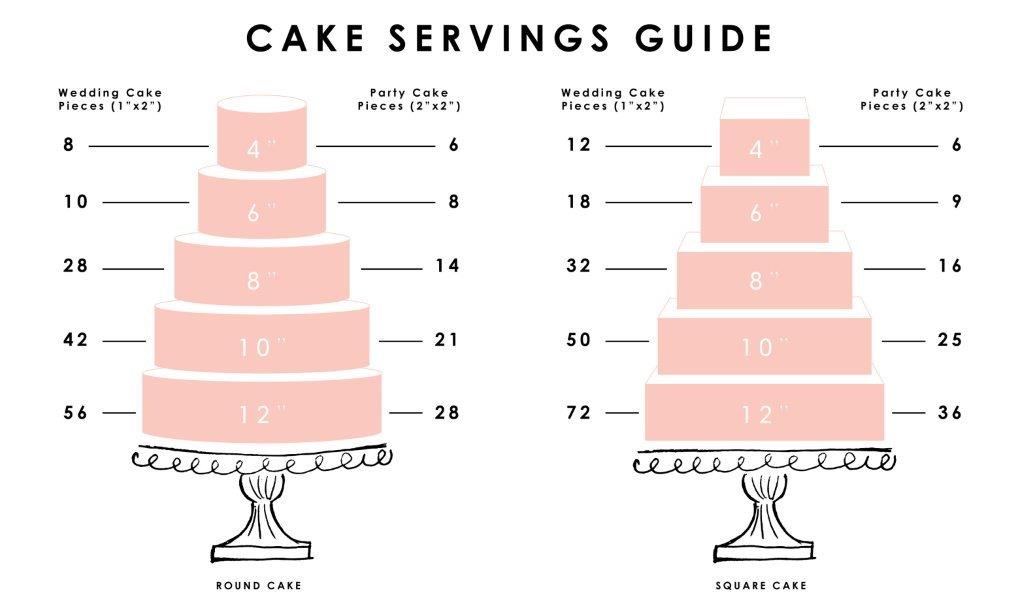 CAKE SERVINGS GUIDE
Wedding Cake
Pieces (1"x2")
Party Cake
Pieces (2"x2")
8 4" 6
10 6" 8
28 8" 14
42 10" 21
56 12" 28
ROUND CAKE
Wedding Cake
Pieces (1"x2")
Party Cake
Pieces (2"x2")
12 4" 6
18 6" 9
32 8" 16
50 10" 25
72 12" 36
SQUARE CAKE